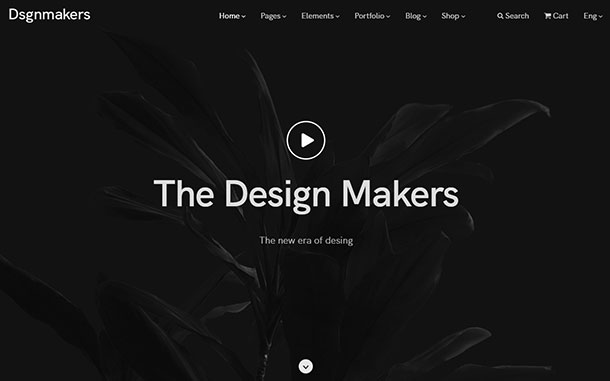 Dsgnmakers Home Pages Elements Portfolio Blog Shop Search Cart Eng
The Design Makers
The new era of desing